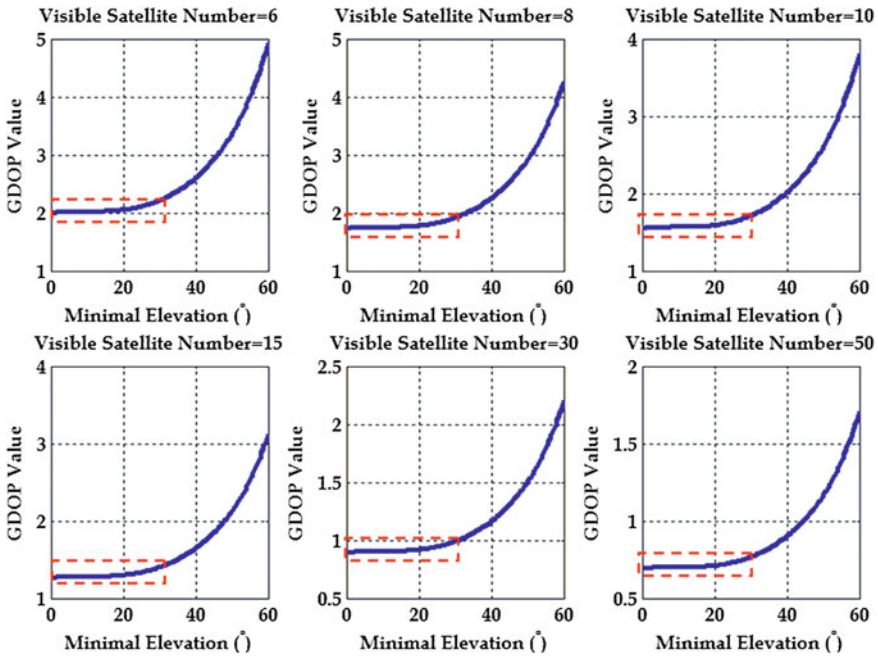 Visible Satellite Number=6
5
4
3
2
1
GDOP Value
0 20 40 60
Minimal Elevation (°)
Visible Satellite Number=8
5
4
3
2
1
GDOP Value
0 20 40 60
Minimal Elevation (°)
Visible Satellite Number=10
4
3
2
1
GDOP Value
0 20 40 60
Minimal Elevation (°)
Visible Satellite Number=15
4
3
2
1
GDOP Value
0 20 40 60
Minimal Elevation (°)
Visible Satellite Number=30
2.5
2
1.5
1
0.5
GDOP Value
0 20 40 60
Minimal Elevation (°)
Visible Satellite Number=50
2
1.5
1
0.5
GDOP Value
0 20 40 60
Minimal Elevation (°)